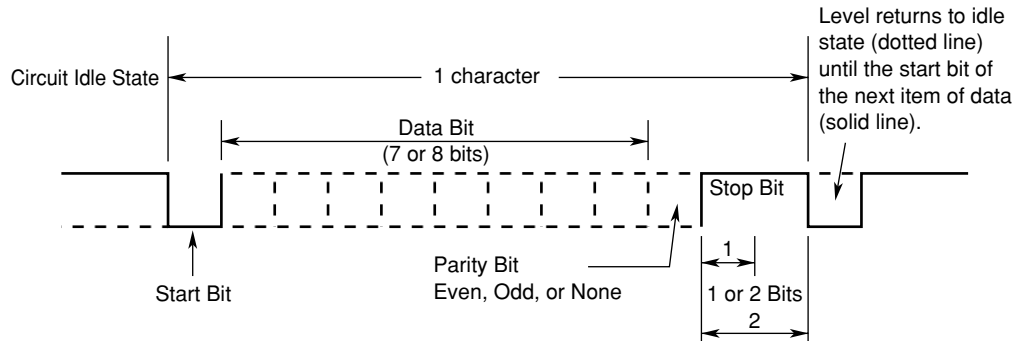 Level returns to idle
state (dotted line)
until the start bit of
the next item of data
(solid line).
Circuit Idle State
1 character
Data Bit
(7 or 8 bits)
Stop Bit
1
Parity Bit
Even, Odd, or None
Start Bit
1 or 2 Bits
2